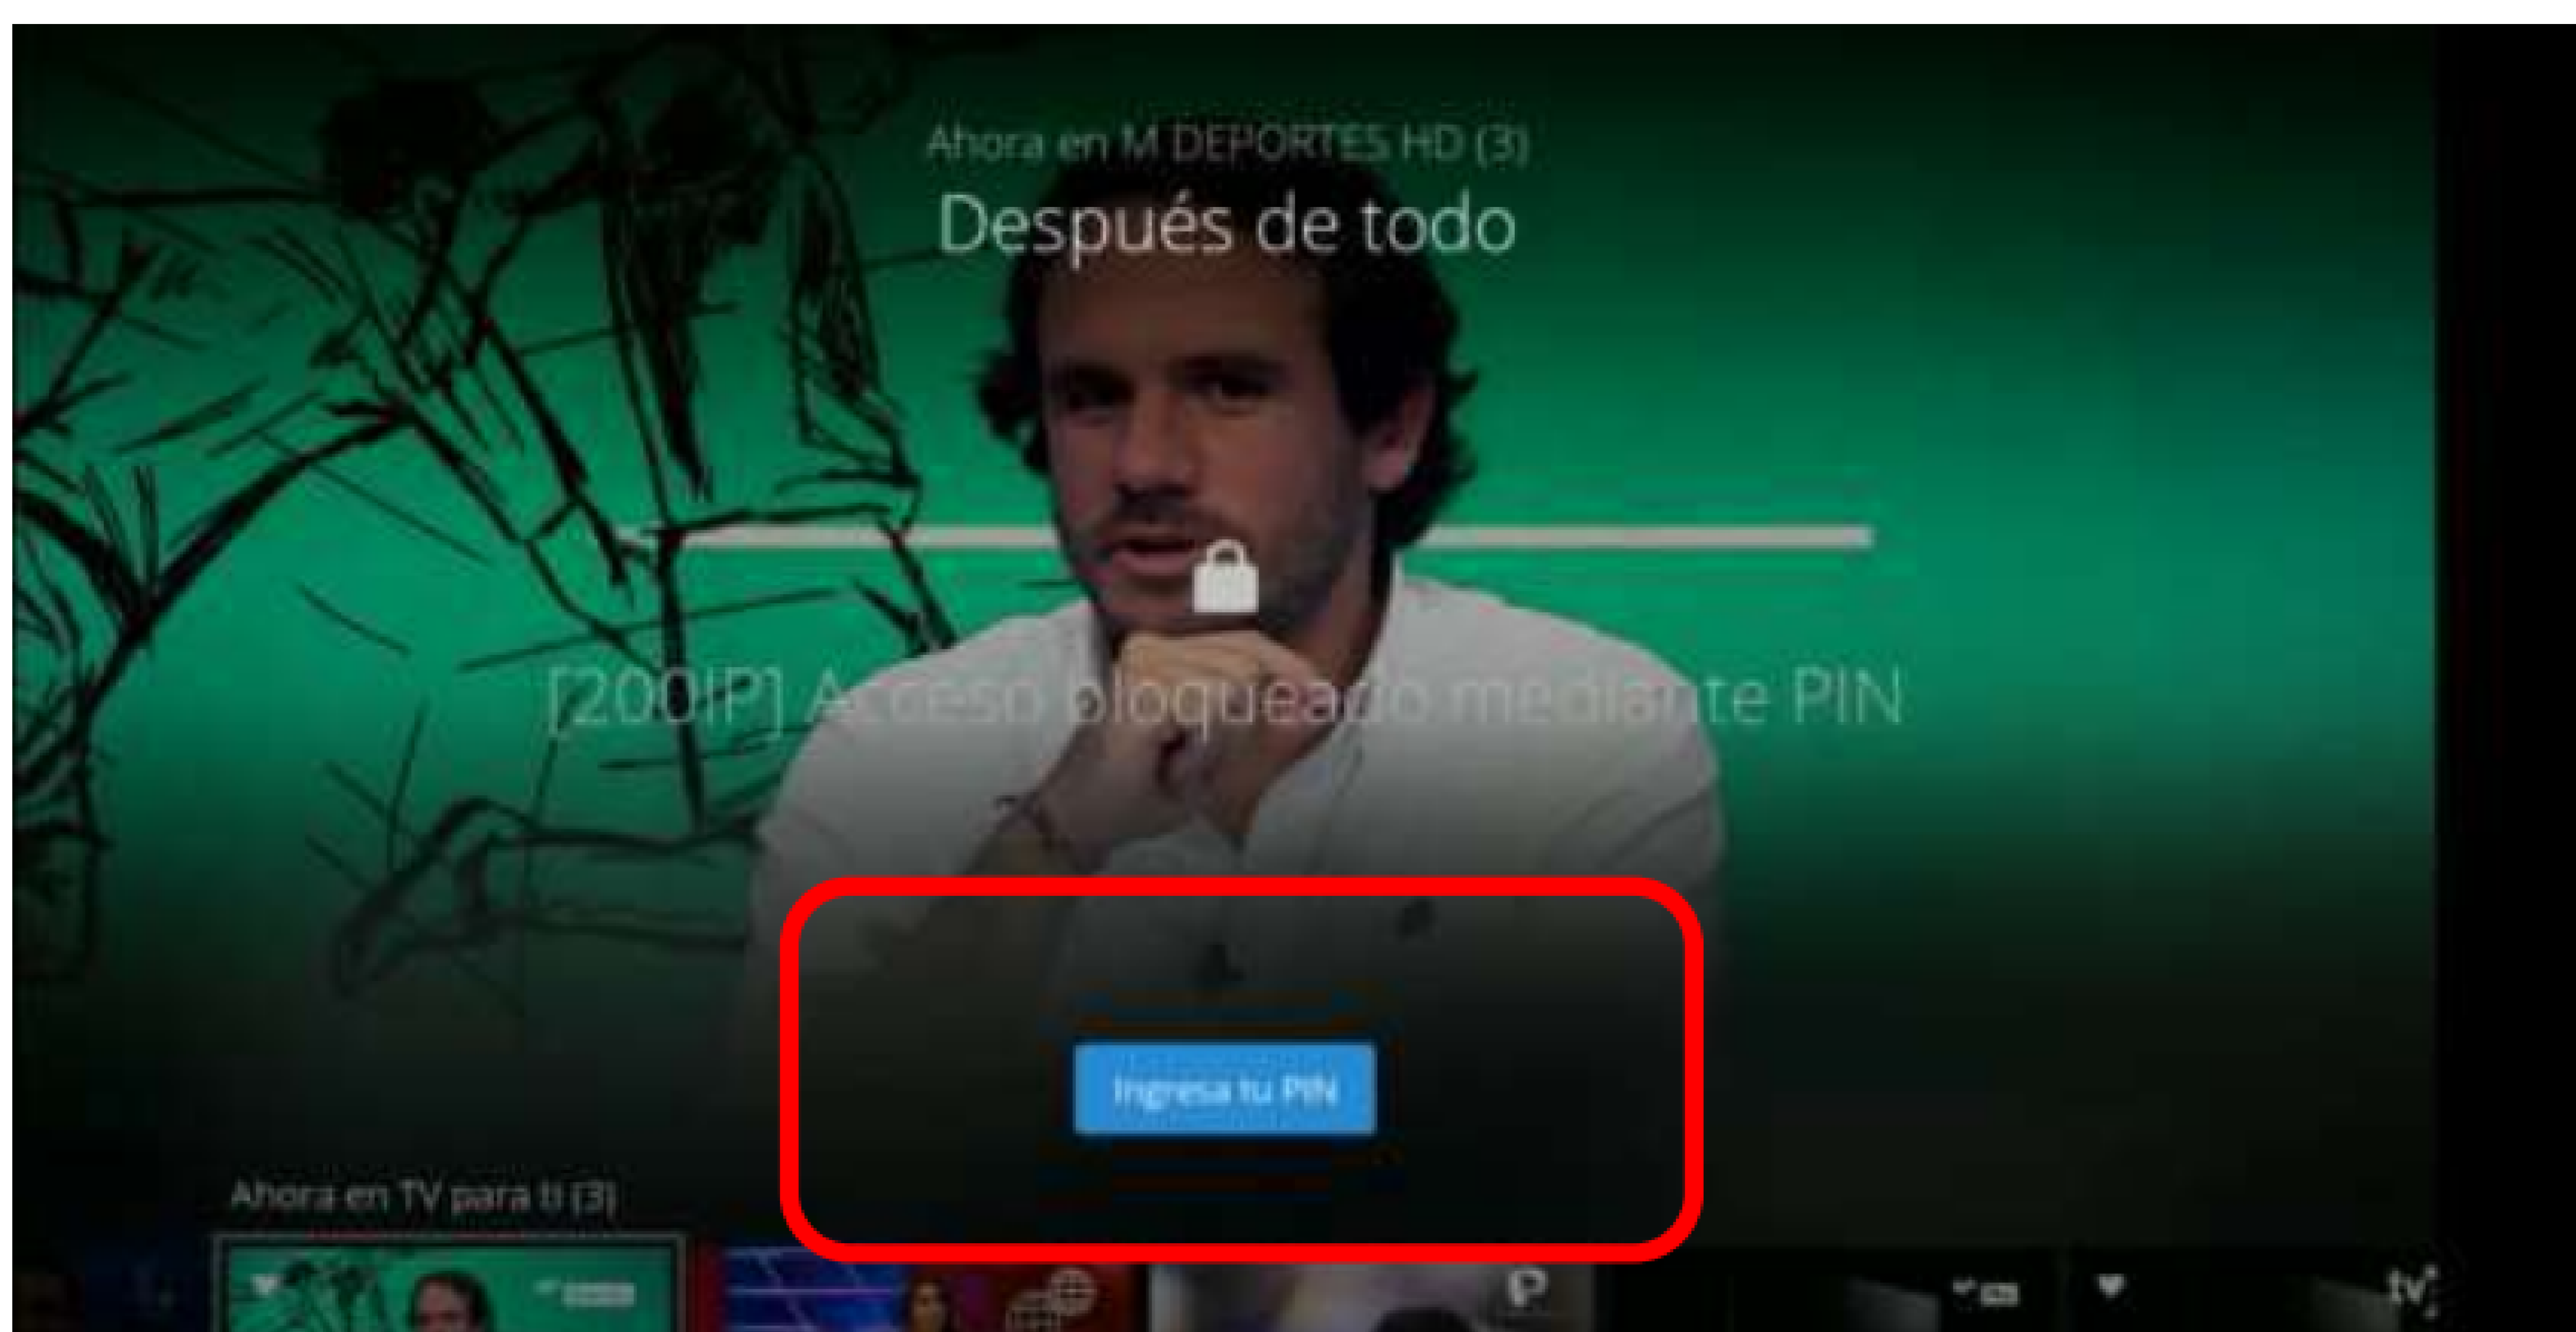 Ahora en M DEPORTES HD (3)
Después de todo
[200IP] Acceso bloqueado mediante PIN
Ingresa tu PIN
Ahora en TV para ti (3)
tv